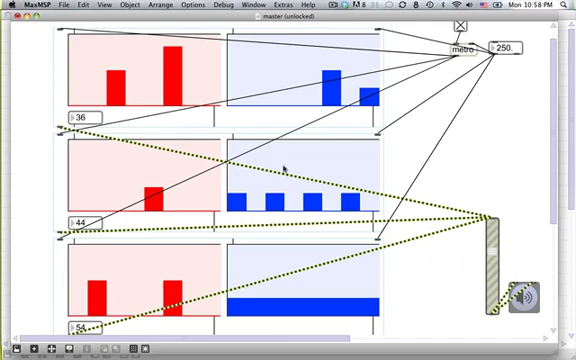 MaxMSP File Edit View Object Arrange Options Debug Extras Window Help 8 Mon 10:58 PM
master (unlocked)
metro 250.
36
44
54